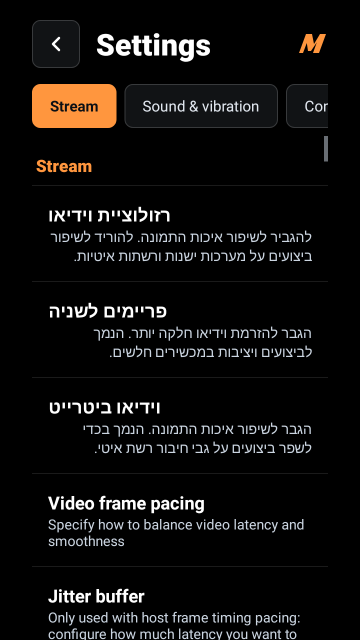 Settings
Stream
Sound & vibration
Con
Stream
רזולוציית וידיאו
להגביר לשיפור איכות התמונה. להוריד לשיפור
ביצועים על מערכות ישנות ורשתות איטיות.
פריימים לשניה
הגבר להזרמת וידיאו חלקה יותר. הנמך
לביצועים ויציבות במכשירים חלשים.
וידיאו ביטרייט
הגבר לשיפור איכות התמונה. הנמך בכדי
לשפר ביצועים על גבי חיבור רשת איטי.
Video frame pacing
Specify how to balance video latency and
smoothness
Jitter buffer
Only used with host frame timing pacing:
configure how much latency you want to